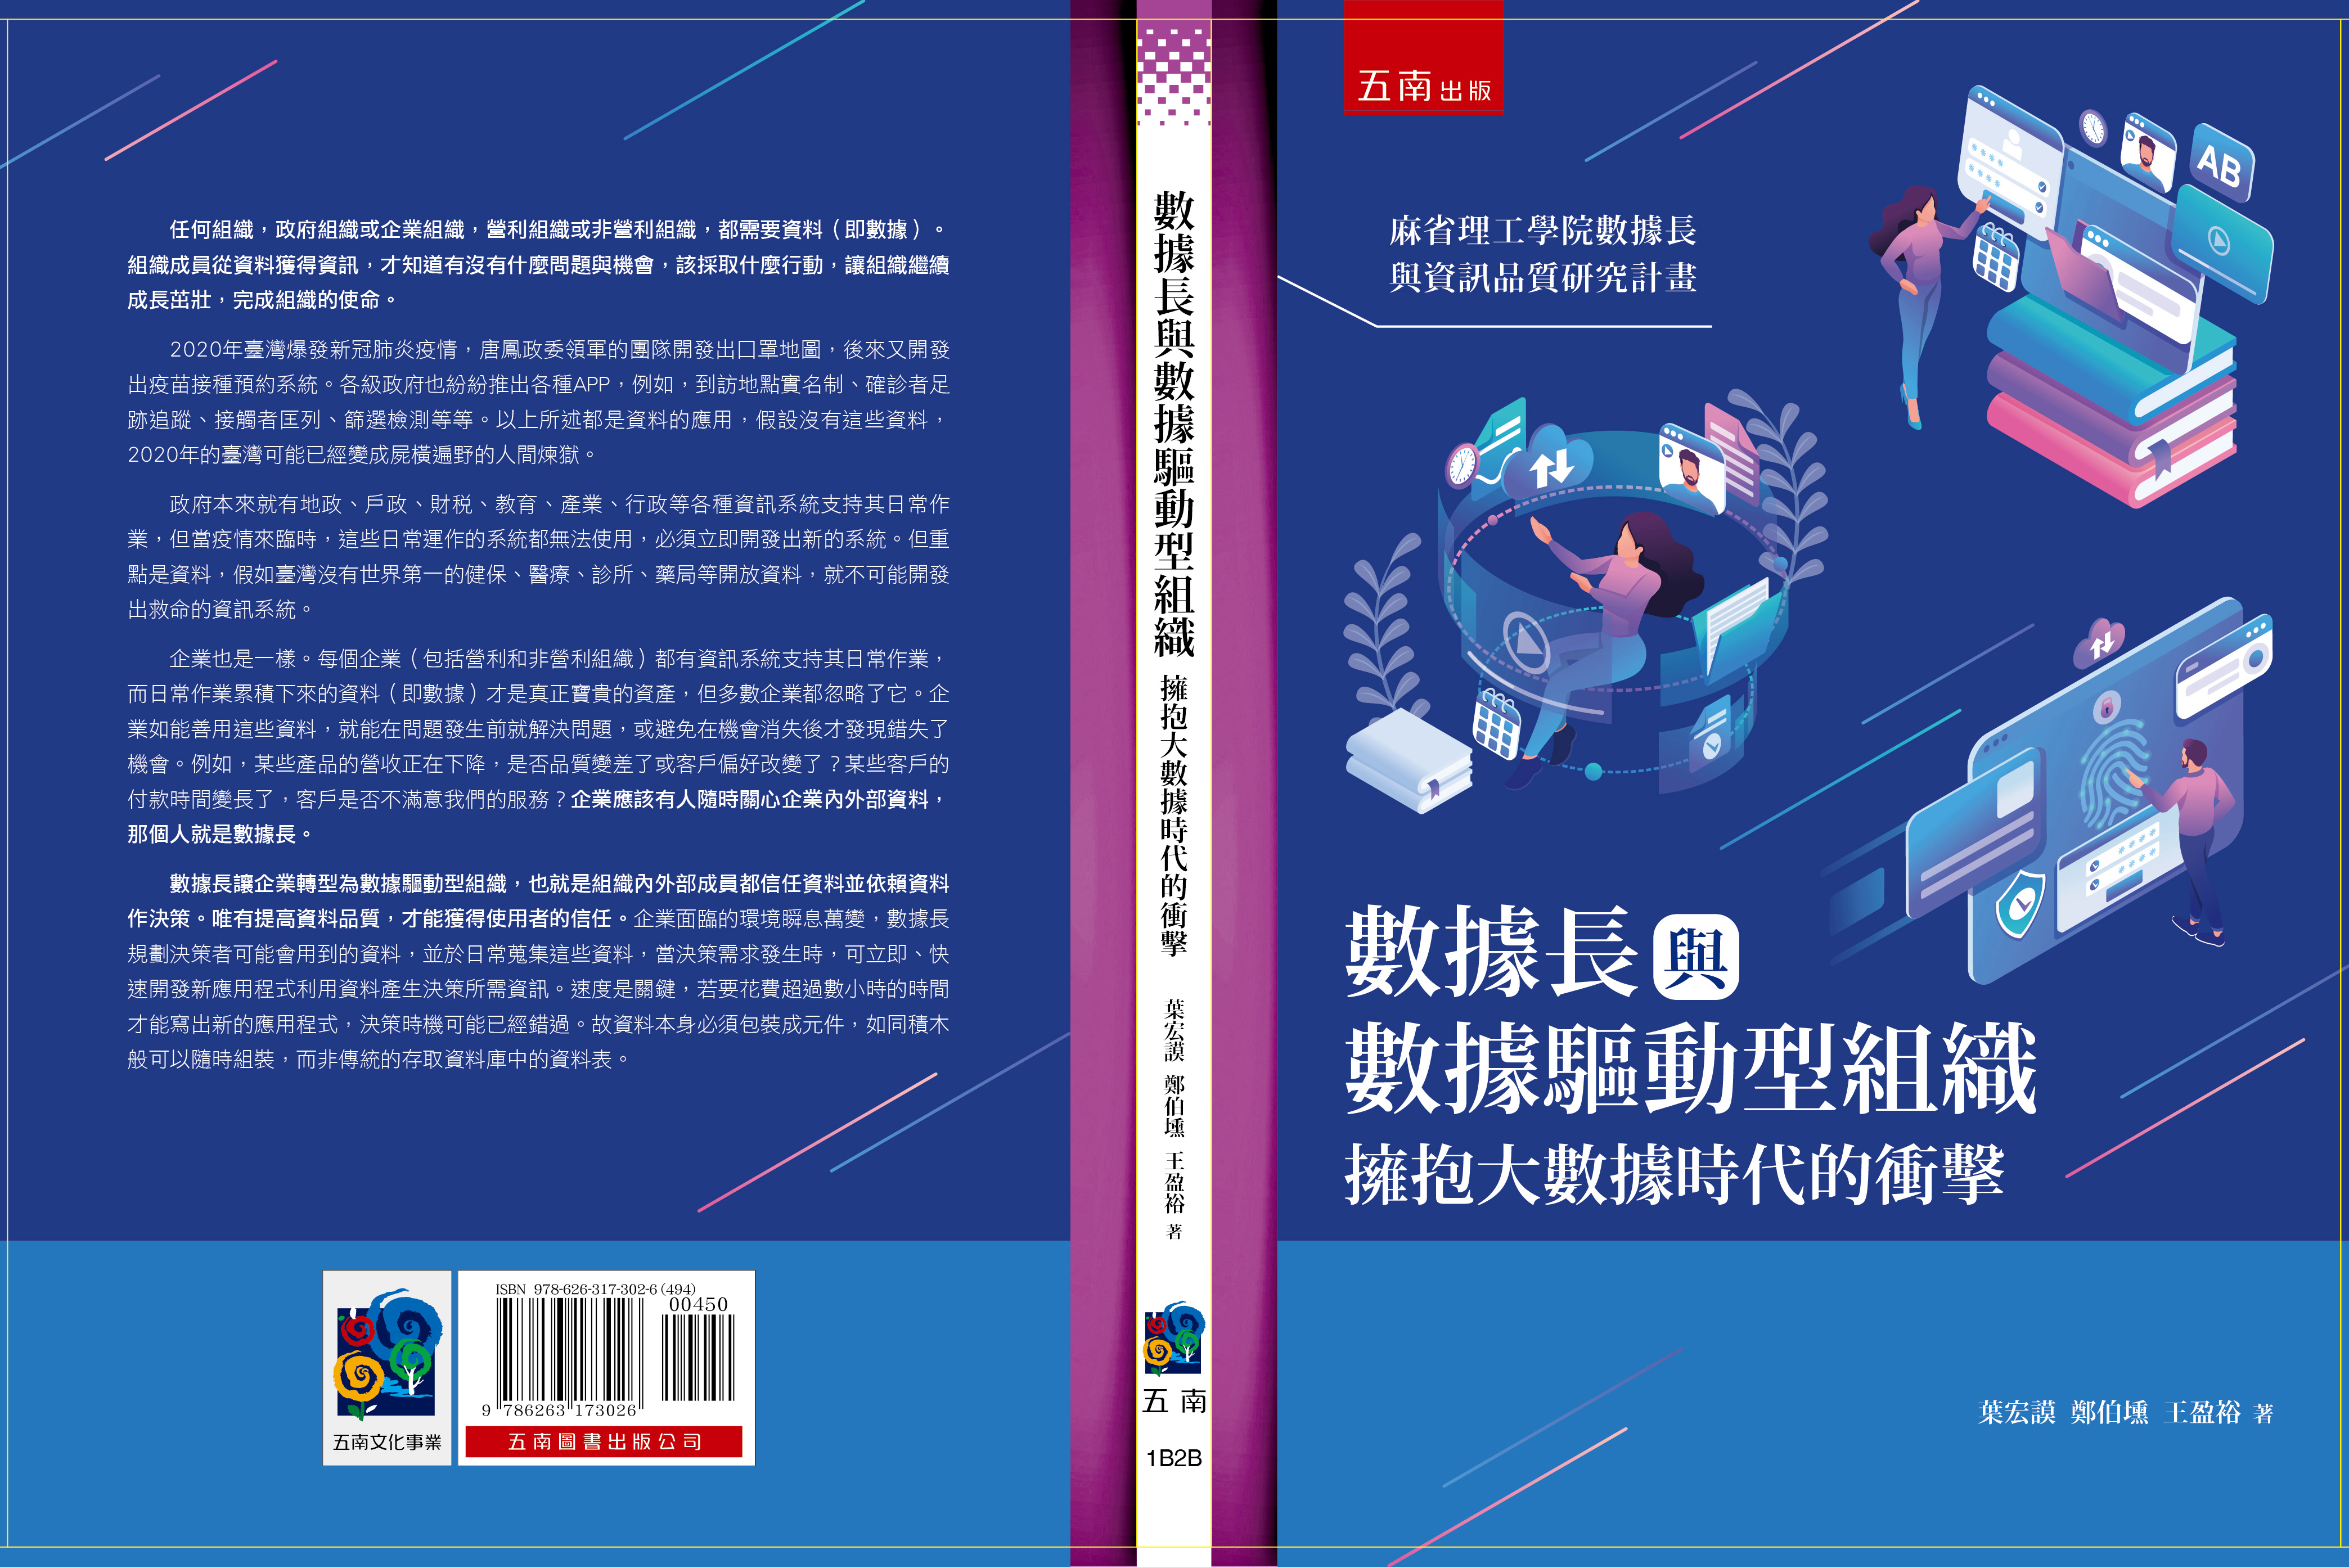 任何組織，政府組織或企業組織，營利組織或非營利組織，都需要資料（即數據）。
組織成員從資料獲得資訊，才知道有沒有什麼問題與機會，該採取什麼行動，讓組織繼續
成長茁壯，完成組織的使命。
2020年臺灣爆發新冠肺炎疫情，唐鳳政委領軍的團隊開發出口罩地圖，後來又開發
出疫苗接種預約系統。各級政府也紛紛推出各種APP，例如，到訪地點實名制、確診者足
跡追蹤、接觸者匡列、篩選檢測等等。以上所述都是資料的應用，假設沒有這些資料，
2020年的臺灣可能已經變成屍橫遍野的人間煉獄。
政府本來就有地政、戶政、財稅、教育、產業、行政等各種資訊系統支持其日常作
業，但當疫情來臨時，這些日常運作的系統都無法使用，必須立即開發出新的系統。但重
點是資料，假如臺灣沒有世界第一的健保、醫療、診所、藥局等開放資料，就不可能開發
出救命的資訊系統。
企業也是一樣。每個企業（包括營利和非營利組織）都有資訊系統支持其日常作業，
而日常作業累積下來的資料（即數據）才是真正寶貴的資產，但多數企業都忽略了它。企
業如能善用這些資料，就能在問題發生前就解決問題，或避免在機會消失後才發現錯失了
機會。例如，某些產品的營收正在下降，是否品質變差了或客戶偏好改變了？某些客戶的
付款時間變長了，客戶是否不滿意我們的服務？企業應該有人隨時關心企業內外部資料，
那個人就是數據長。
數據長讓企業轉型為數據驅動型組織，也就是組織內外部成員都信任資料並依賴資料
作決策。唯有提高資料品質，才能獲得使用者的信任。企業面臨的環境瞬息萬變，數據長
規劃決策者可能會用到的資料，並於日常蒐集這些資料，當決策需求發生時，可立即、快
速開發新應用程式利用資料產生決策所需資訊。速度是關鍵，若要花費超過數小時的時間
才能寫出新的應用程式，決策時機可能已經錯過。故資料本身必須包裝成元件，如同積木
般可以隨時組裝，而非傳統的存取資料庫中的資料表。
五南文化事業
ISBN 978-626-317-302-6 (494)
00450
9 786263 173026
五南圖書出版公司
數據長與數據驅動型組織 擁抱大數據時代的衝擊
葉宏謨 鄭伯壎 王盈裕 著
五南
1B2B
五南出版
麻省理工學院數據長
與資訊品質研究計畫
AB
數據長與
數據驅動型組織
擁抱大數據時代的衝擊
葉宏謨 鄭伯壎 王盈裕 著